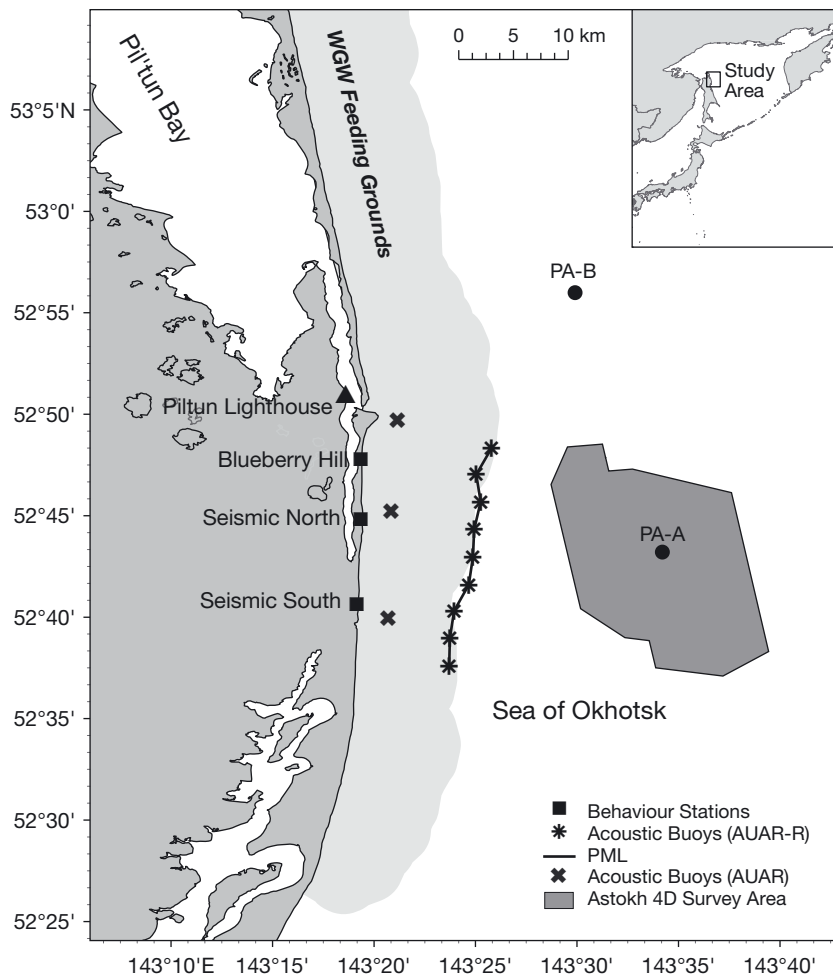 0 5 10 km
Pil'tun Bay
WGW Feeding Grounds
Study
Area
53°5'N
53°0'
52°55'
52°50'
52°45'
52°40'
52°35'
52°30'
52°25'
PA-B
Piltun Lighthouse
Blueberry Hill
Seismic North
PA-A
Seismic South
Sea of Okhotsk
Behaviour Stations
Acoustic Buoys (AUAR-R)
PML
Acoustic Buoys (AUAR)
Astokh 4D Survey Area
143°10'E 143°15' 143°20' 143°25' 143°30' 143°35' 143°40'